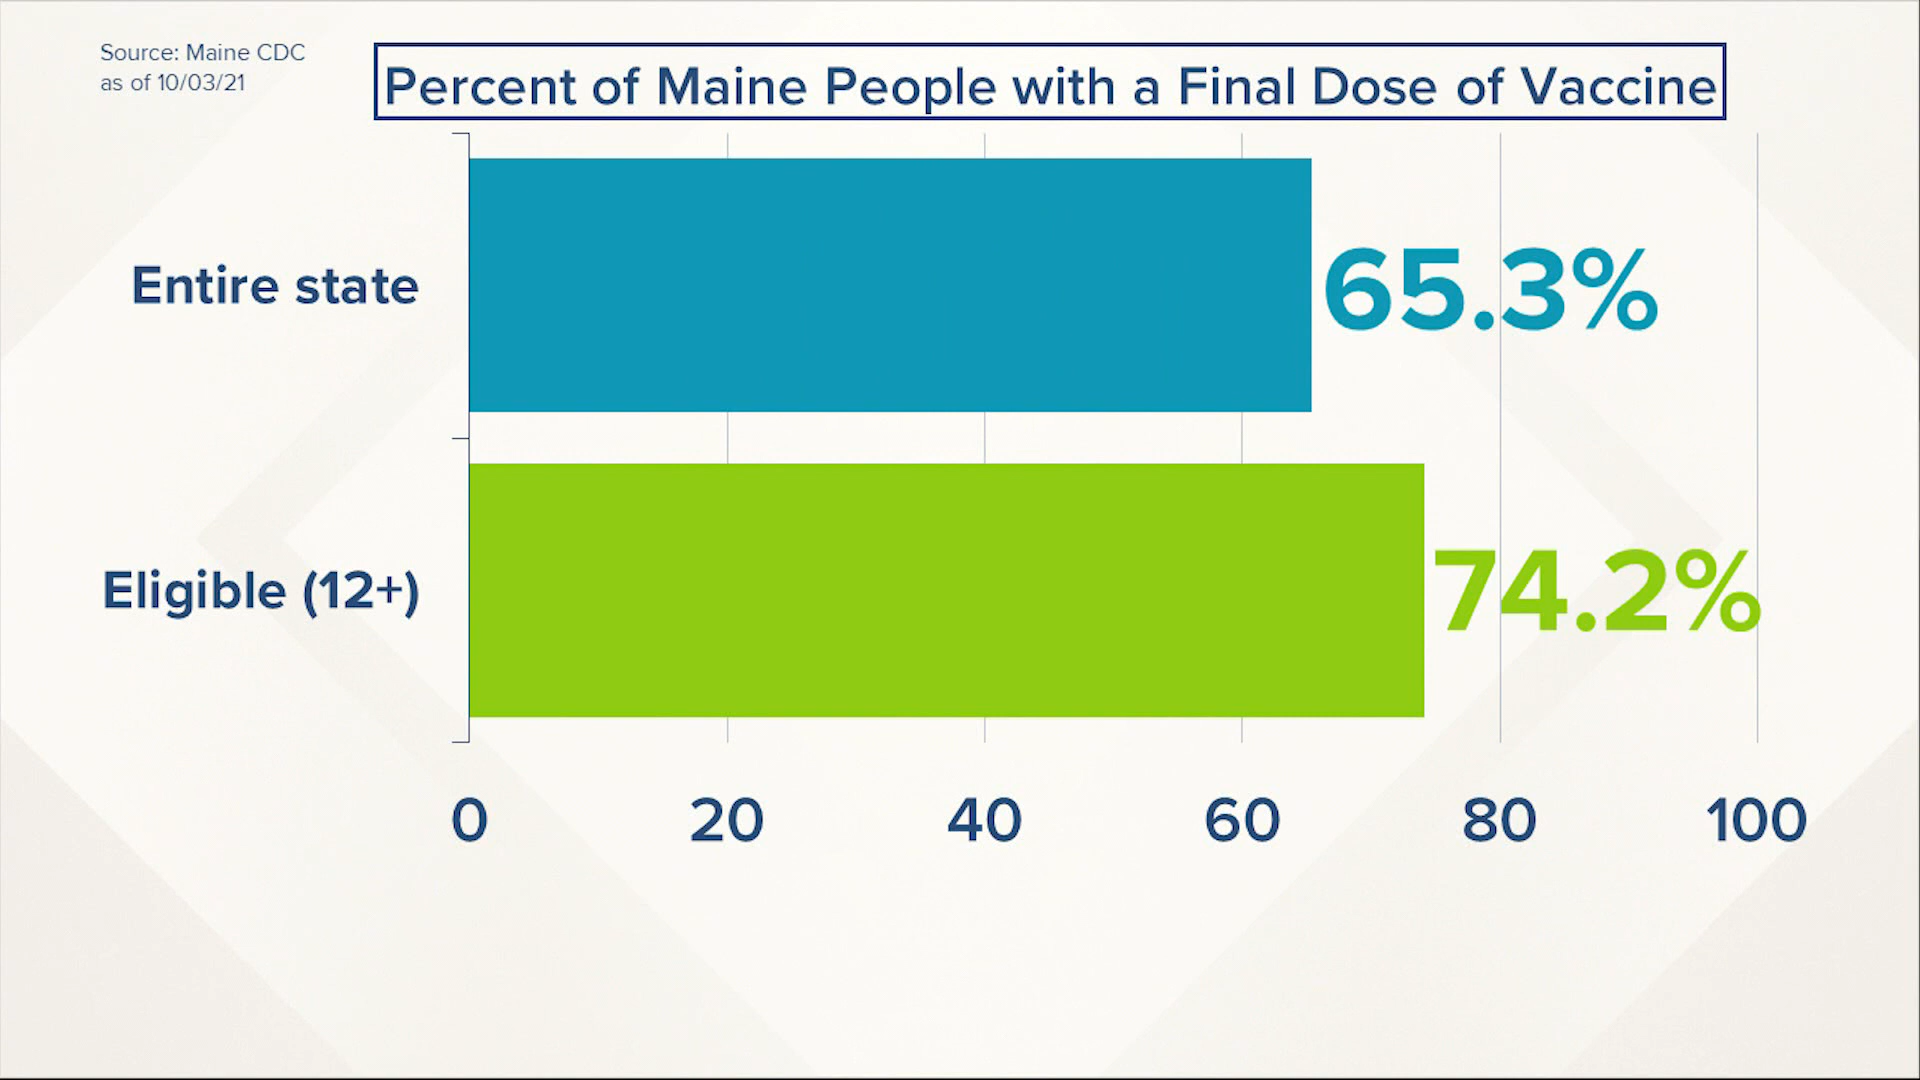 Source: Maine CDC
as of 10/03/21
Percent of Maine People with a Final Dose of Vaccine
Entire state
65.3%
Eligible (12+)
74.2%
0 20 40 60 80 100